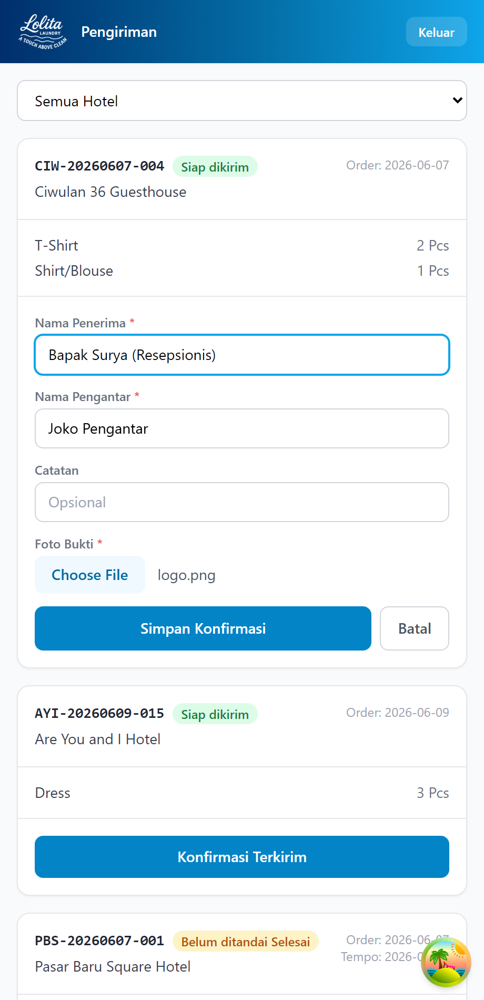 Lolita
LAUNDRY
A TOUCH ABOVE CLEAN
Pengiriman
Keluar
Semua Hotel
CIW-20260607-004
Siap dikirim
Order: 2026-06-07
Ciwulan 36 Guesthouse
T-Shirt
2 Pcs
Shirt/Blouse
1 Pcs
Nama Penerima *
Bapak Surya (Resepsionis)
Nama Pengantar *
Joko Pengantar
Catatan
Opsional
Foto Bukti *
Choose File
logo.png
Simpan Konfirmasi
Batal
AYI-20260609-015
Siap dikirim
Order: 2026-06-09
Are You and I Hotel
Dress
3 Pcs
Konfirmasi Terkirim
PBS-20260607-001
Belum ditandai Selesai
Order: 2026-06-07
Tempo: 2026-0
Pasar Baru Square Hotel